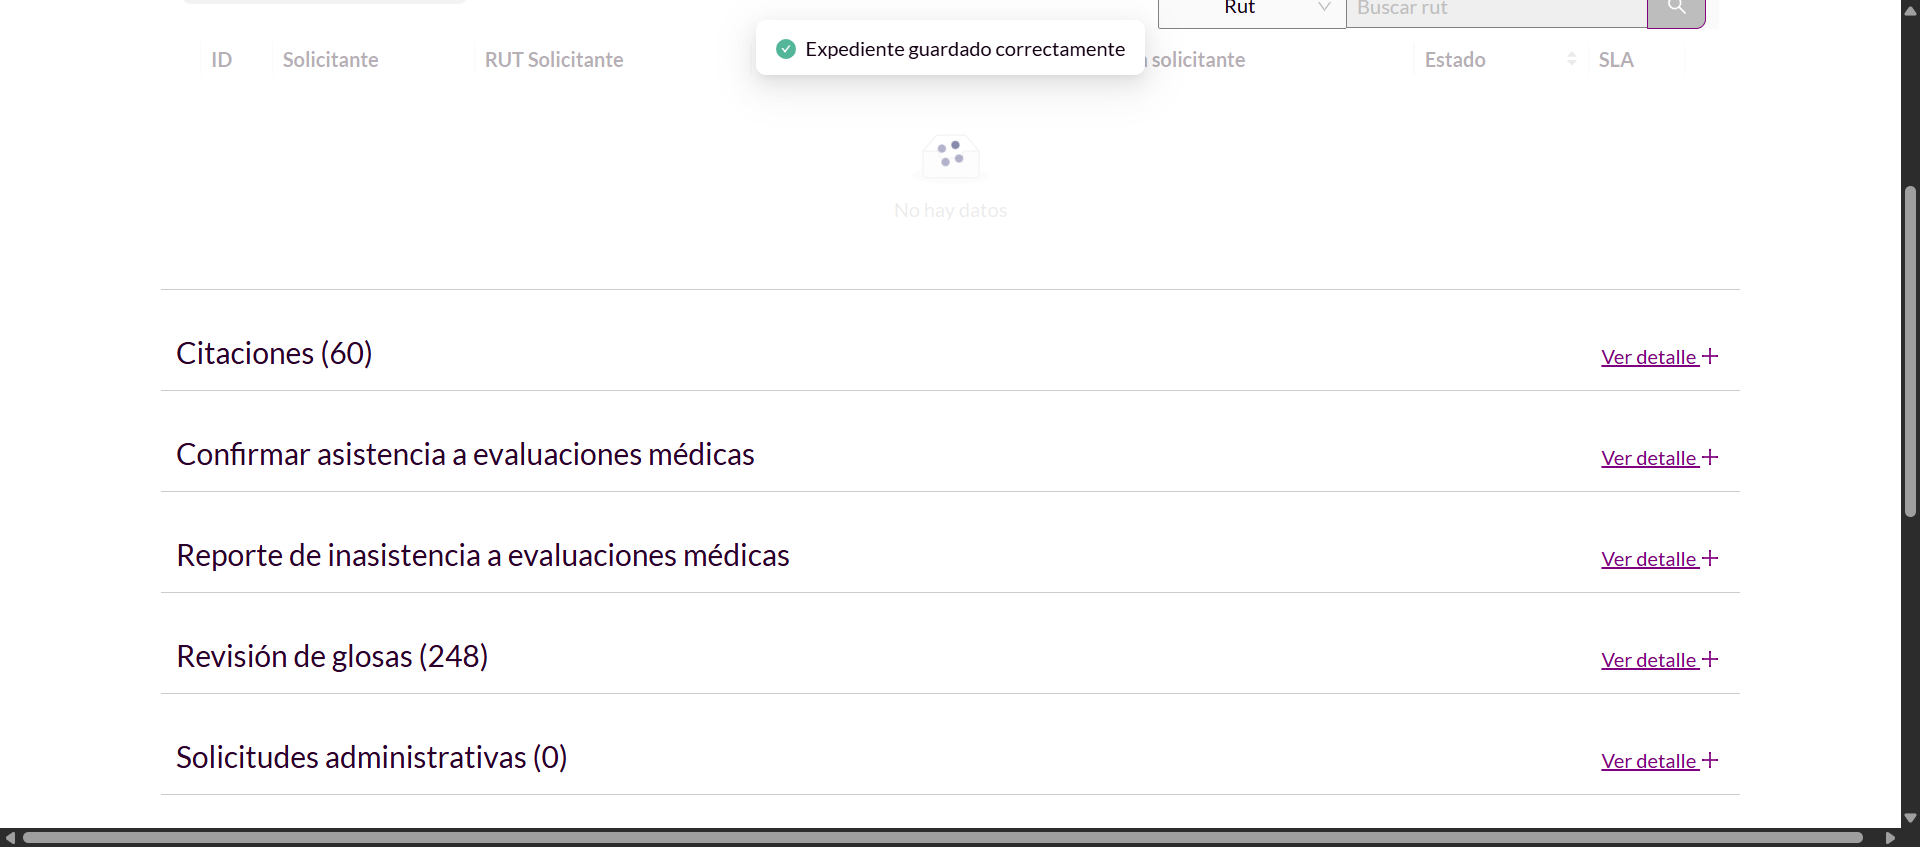 Rut
Buscar rut
Expediente guardado correctamente
ID
Solicitante
RUT Solicitante
solicitante
Estado
SLA
No hay datos
Citaciones (60)
Ver detalle
Confirmar asistencia a evaluaciones médicas
Ver detalle
Reporte de inasistencia a evaluaciones médicas
Ver detalle
Revisión de glosas (248)
Ver detalle
Solicitudes administrativas (0)
Ver detalle